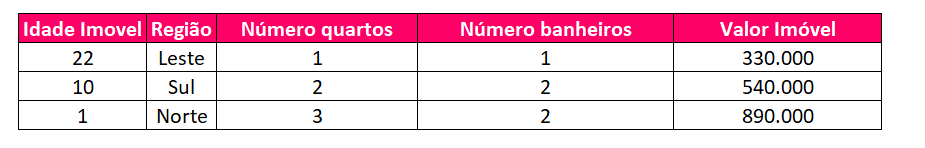 Idade Imovel Região Número quartos Número banheiros Valor Imóvel
22 Leste 1 1 330.000
10 Sul 2 2 540.000
1 Norte 3 2 890.000